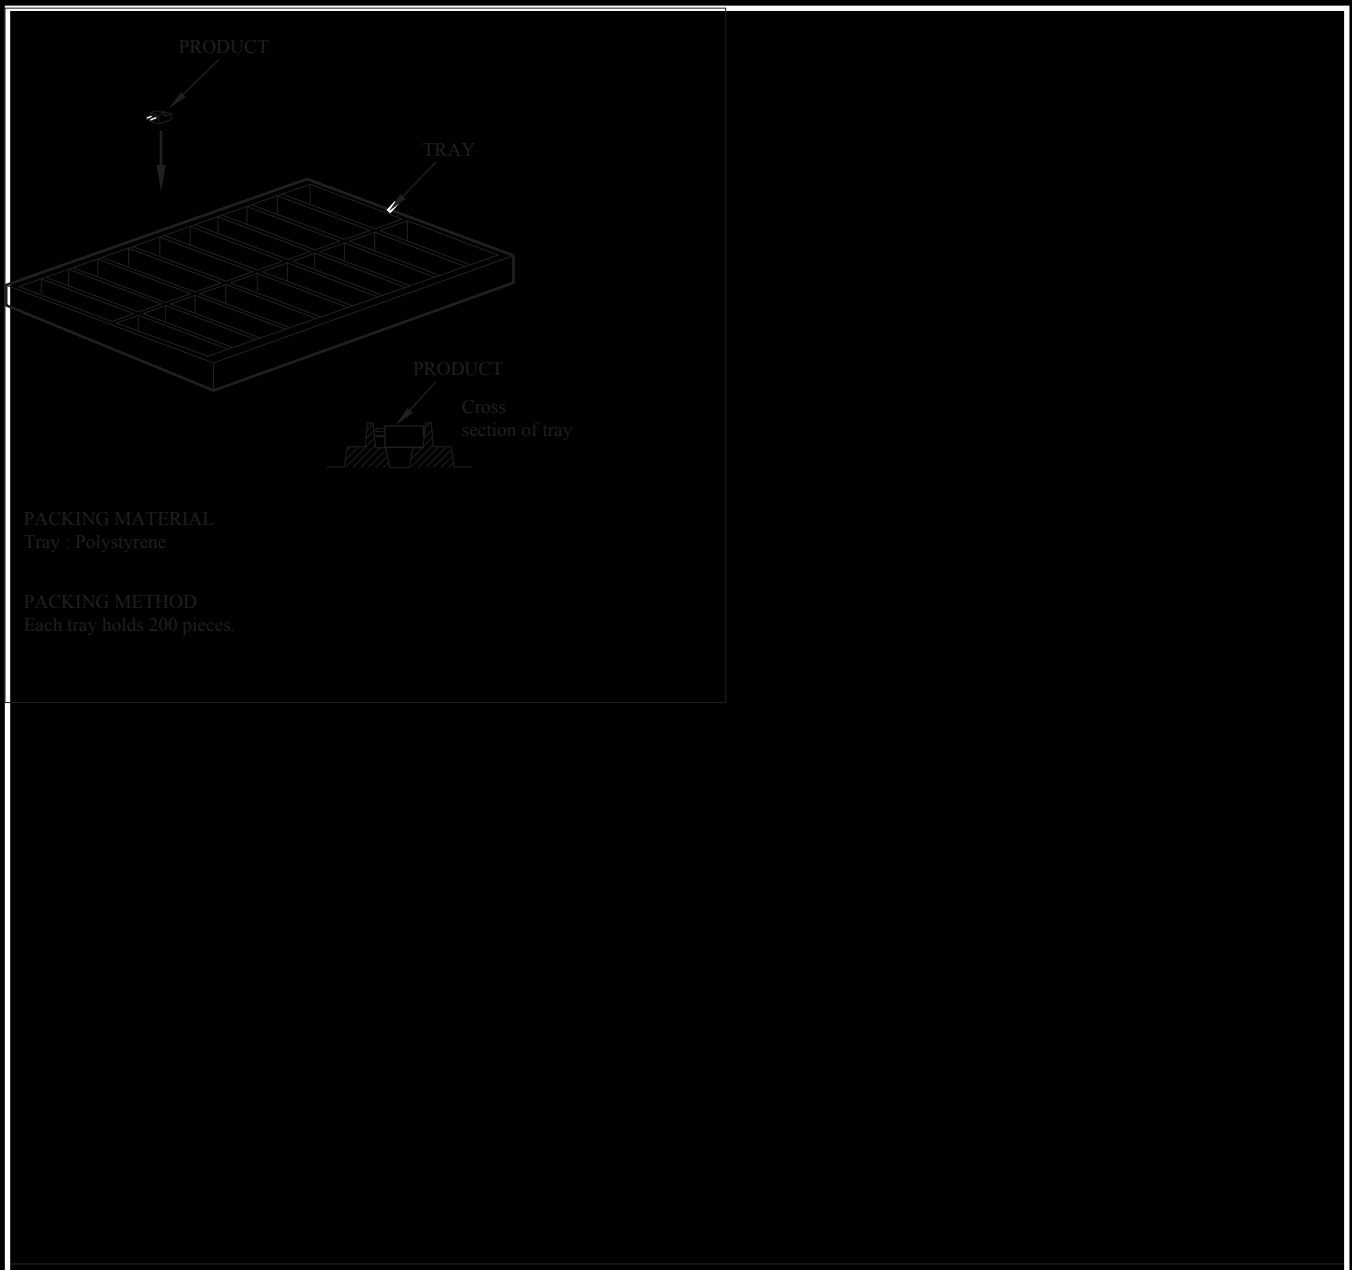 PRODUCT
TRAY
PRODUCT
Cross
section of tray
PACKING MATERIAL
Tray : Polystyrene
PACKING METHOD
Each tray holds 200 pieces.